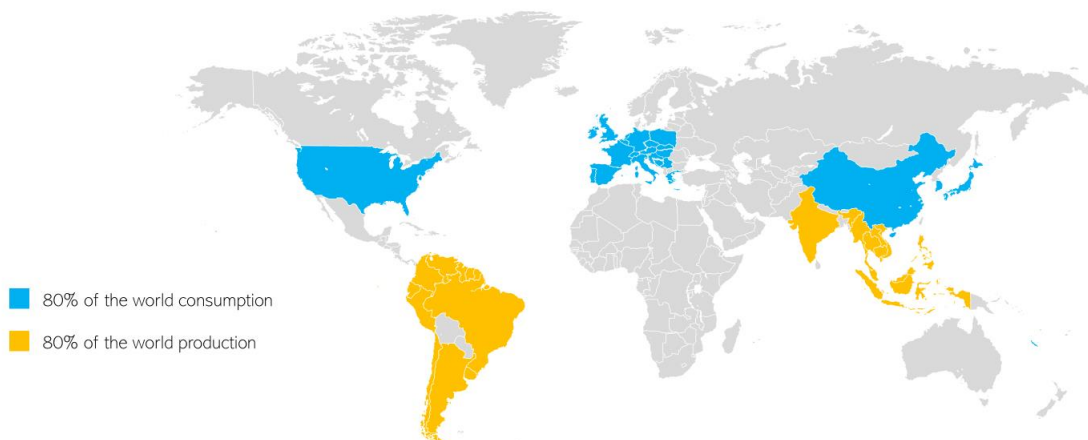 80% of the world consumption
80% of the world production